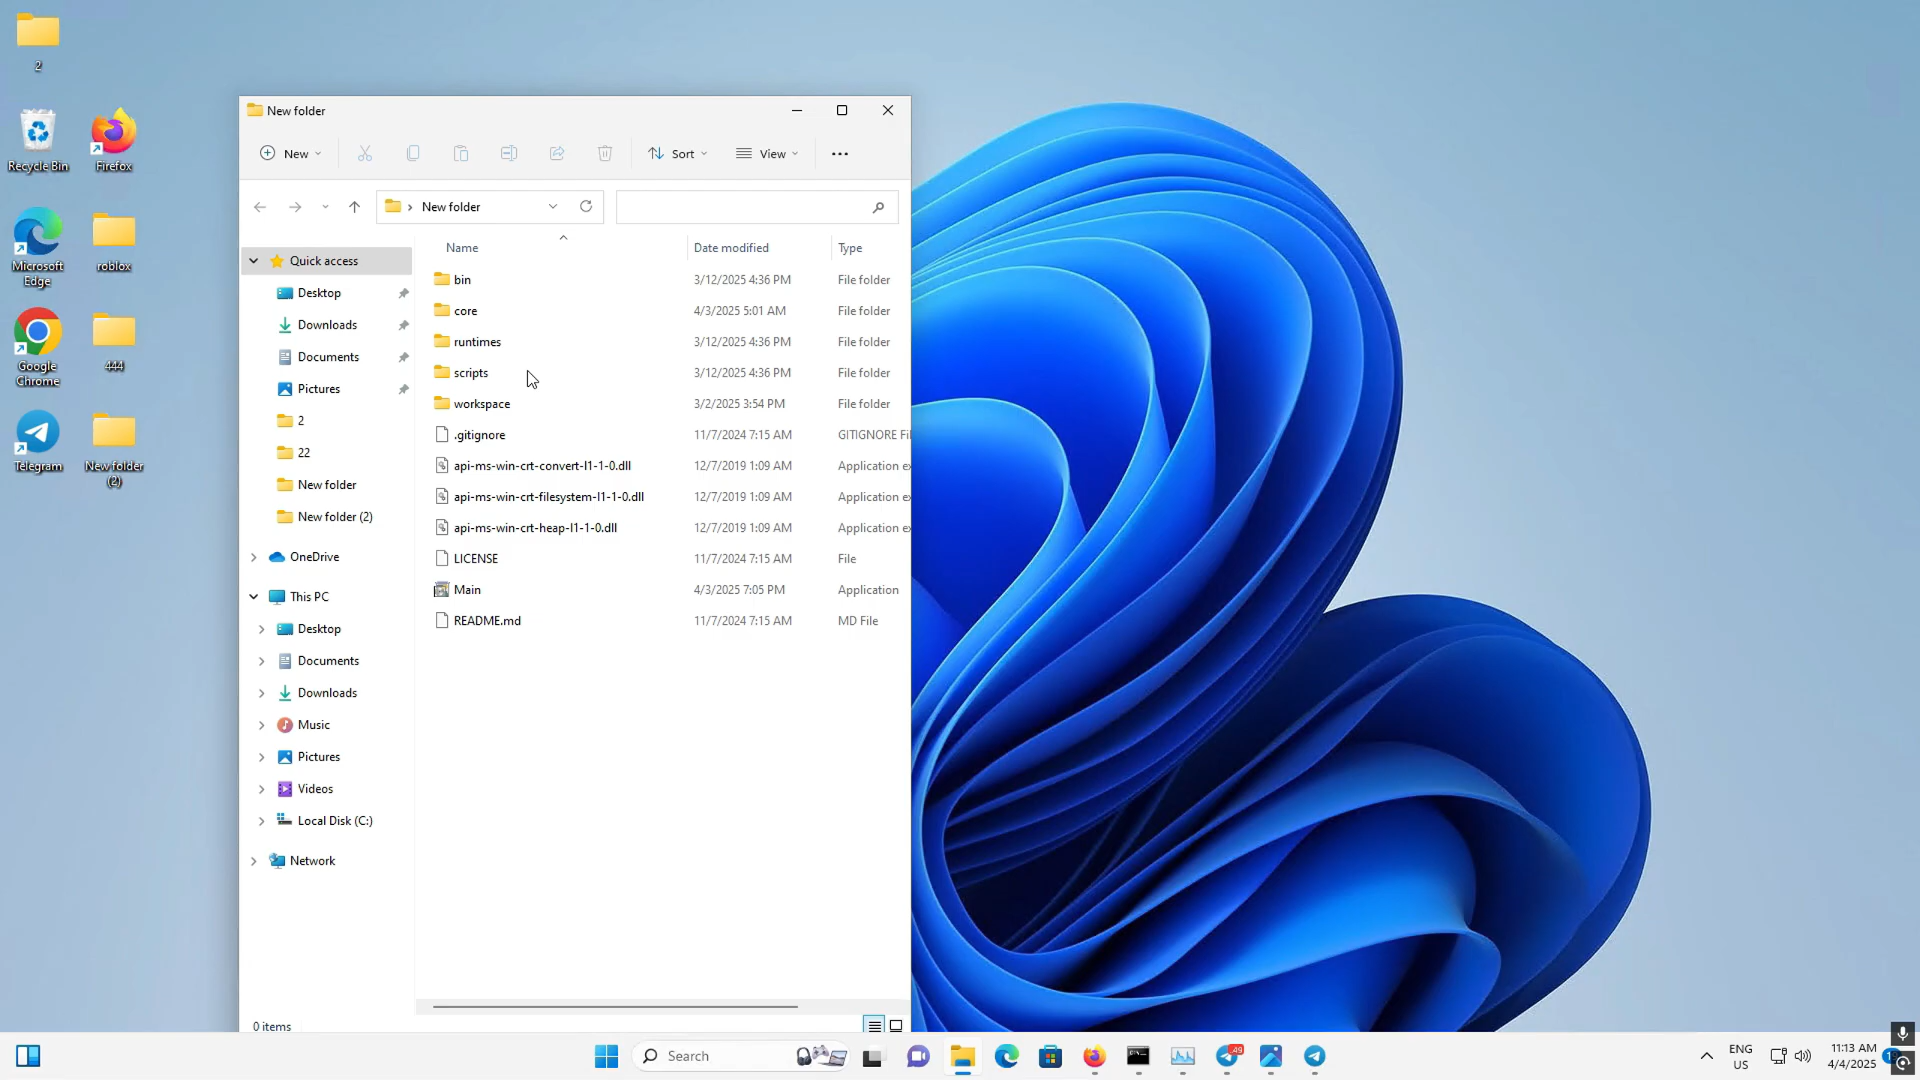 2
Recycle Bin
Firefox
Microsoft
Edge
roblox
Google
Chrome
444
Telegram
New folder
(2)
New folder
New
Sort
View
New folder
Name
Date modified
Type
Quick access
Desktop
Downloads
Documents
Pictures
2
22
New folder
New folder (2)
OneDrive
This PC
Desktop
Documents
Downloads
Music
Pictures
Videos
Local Disk (C:)
Network
bin 3/12/2025 4:36 PM File folder
core 4/3/2025 5:01 AM File folder
runtimes 3/12/2025 4:36 PM File folder
scripts 3/12/2025 4:36 PM File folder
workspace 3/2/2025 3:54 PM File folder
.gitignore 11/7/2024 7:15 AM GITIGNORE Fil
api-ms-win-crt-convert-l1-1-0.dll 12/7/2019 1:09 AM Application ex
api-ms-win-crt-filesystem-l1-1-0.dll 12/7/2019 1:09 AM Application ex
api-ms-win-crt-heap-l1-1-0.dll 12/7/2019 1:09 AM Application ex
LICENSE 11/7/2024 7:15 AM File
Main 4/3/2025 7:05 PM Application
README.md 11/7/2024 7:15 AM MD File
0 items
Search
49
ENG
US
11:13 AM
4/4/2025